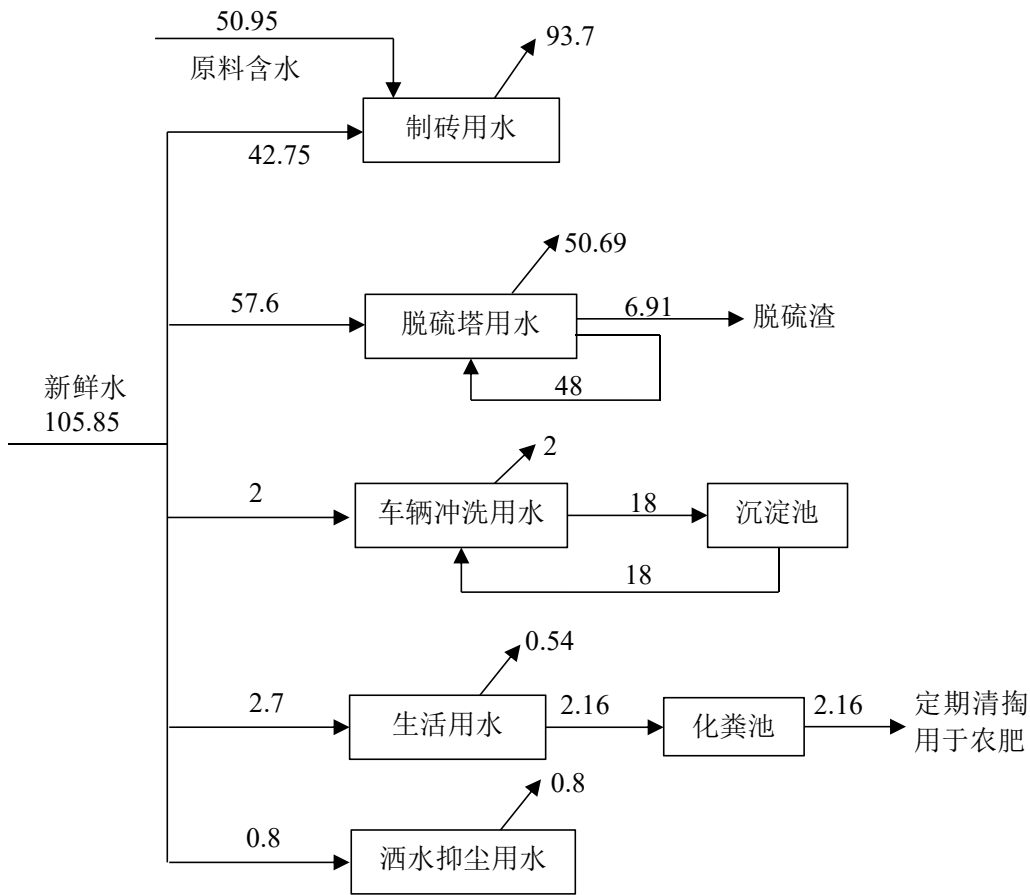 50.95
93.7
原料含水
制砖用水
42.75
50.69
57.6
脱硫塔用水
6.91
脱硫渣
48
新鲜水
105.85
2
2
车辆冲洗用水
18
沉淀池
18
0.54
2.7
生活用水
2.16
化粪池
2.16
定期清掏
用于农肥
0.8
0.8
洒水抑尘用水